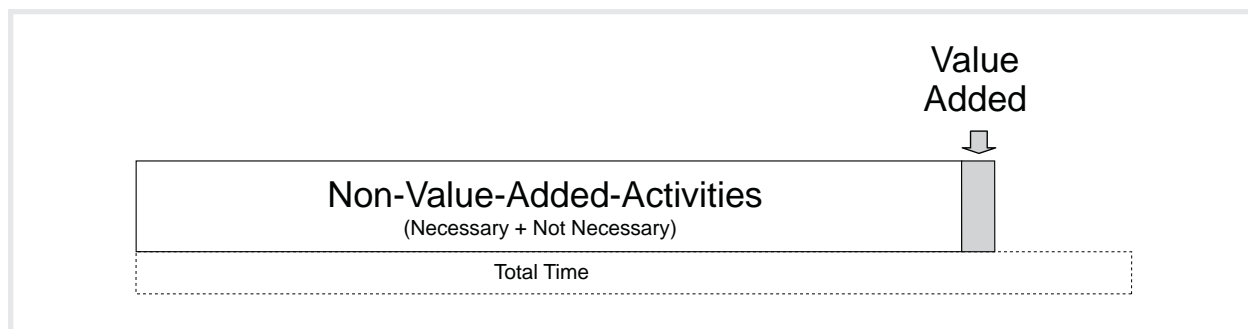 Value
Added
Non-Value-Added-Activities
(Necessary + Not Necessary)
Total Time